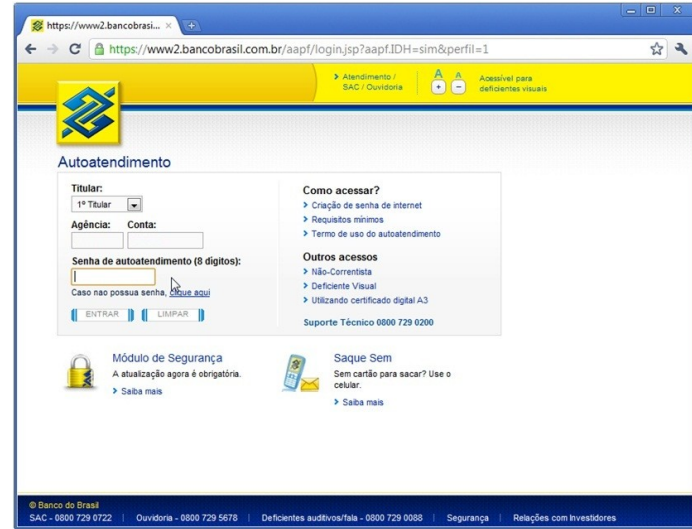 https://www2.bancobrasi...
https://www2.bancobrasil.com.br/aapf/login.jsp?aapf.IDH=sim&perfil=1
Atendimento /
SAC / Ouvidoria
A A
+ −
Acessível para
deficientes visuais
Autoatendimento
Titular:
1º Titular
Agência: Conta:
Senha de autoatendimento (8 dígitos):
Caso nao possua senha, clique aqui
ENTRAR LIMPAR
Como acessar?
Criação de senha de internet
Requisitos mínimos
Termo de uso do autoatendimento
Outros acessos
Não-Correntista
Deficiente Visual
Utilizando certificado digital A3
Suporte Técnico 0800 729 0200
Módulo de Segurança
A atualização agora é obrigatória.
Saiba mais
Saque Sem
Sem cartão para sacar? Use o
celular.
Saiba mais
© Banco do Brasil
SAC - 0800 729 0722 | Ouvidoria - 0800 729 5678 | Deficientes auditivos/fala - 0800 729 0088 | Segurança | Relações com Investidores